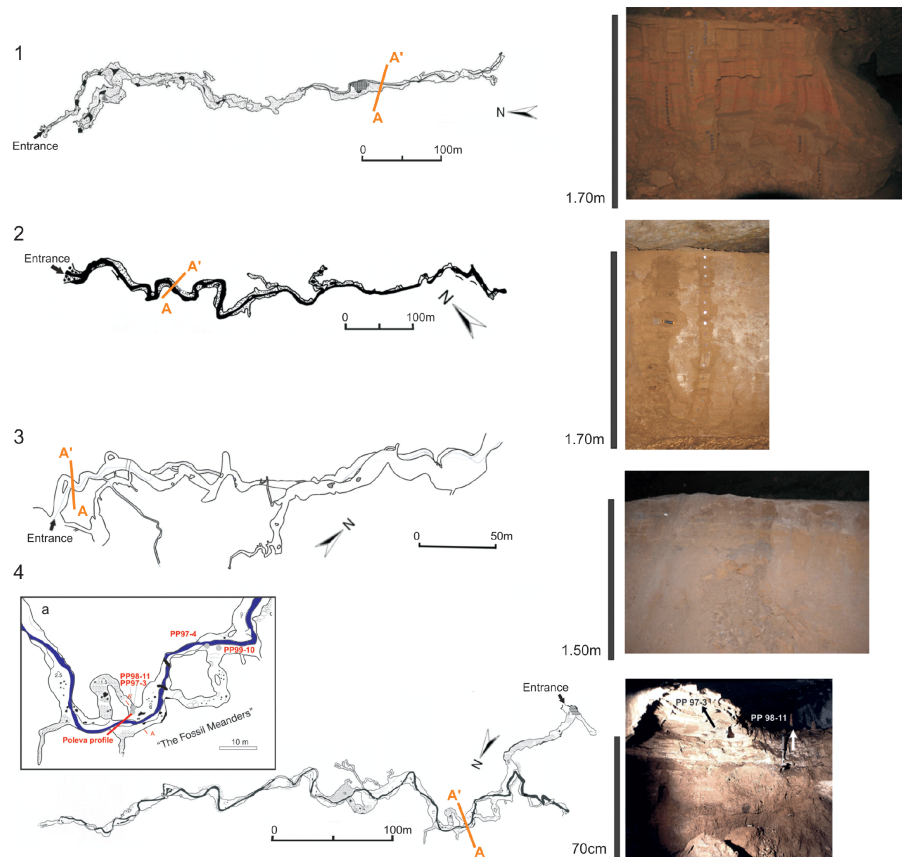 1
A'
A
N
Entrance
0 100m
1.70m
2
Entrance
A'
A
N
0 100m
1.70m
3
A'
A
Entrance
N
0 50m
1.50m
4
a
PP97-4
PP99-10
PP98-11
PP97-3
Poleva profile
A
"The Fossil Meanders"
10 m
Entrance
N
A'
A
0 100m
PP 97-3
PP 98-11
70cm